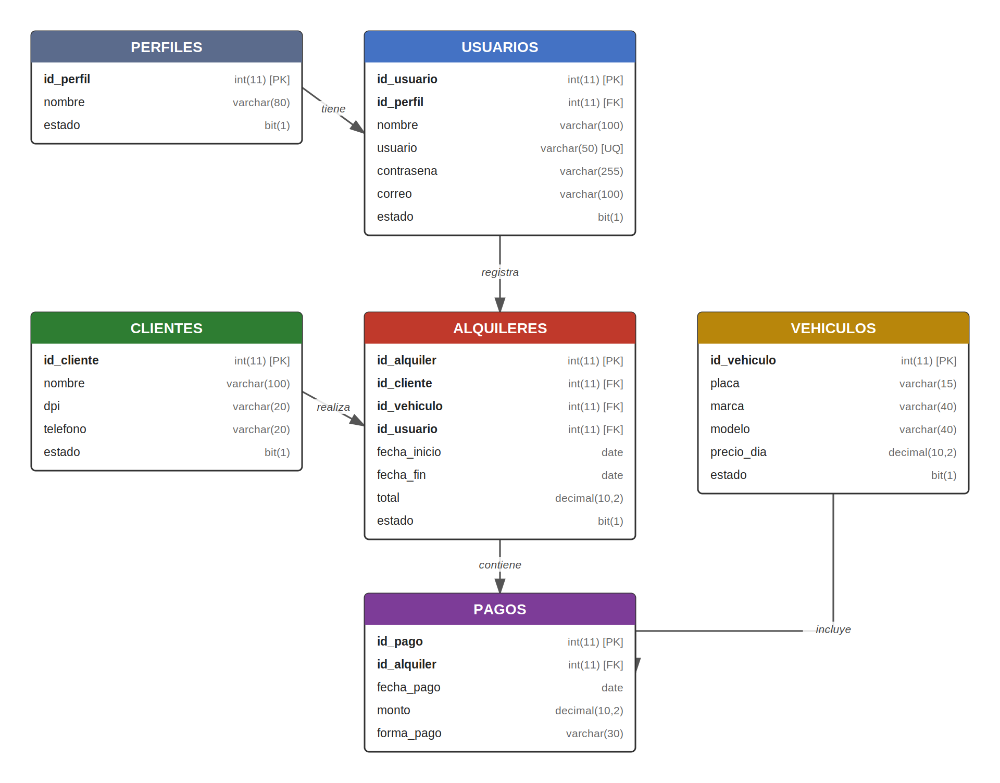 PERFILES
id_perfil int(11) [PK]
nombre varchar(80)
estado bit(1)
tiene
USUARIOS
id_usuario int(11) [PK]
id_perfil int(11) [FK]
nombre varchar(100)
usuario varchar(50) [UQ]
contrasena varchar(255)
correo varchar(100)
estado bit(1)
registra
CLIENTES
id_cliente int(11) [PK]
nombre varchar(100)
dpi varchar(20)
telefono varchar(20)
estado bit(1)
realiza
ALQUILERES
id_alquiler int(11) [PK]
id_cliente int(11) [FK]
id_vehiculo int(11) [FK]
id_usuario int(11) [FK]
fecha_inicio date
fecha_fin date
total decimal(10,2)
estado bit(1)
VEHICULOS
id_vehiculo int(11) [PK]
placa varchar(15)
marca varchar(40)
modelo varchar(40)
precio_dia decimal(10,2)
estado bit(1)
contiene
incluye
PAGOS
id_pago int(11) [PK]
id_alquiler int(11) [FK]
fecha_pago date
monto decimal(10,2)
forma_pago varchar(30)